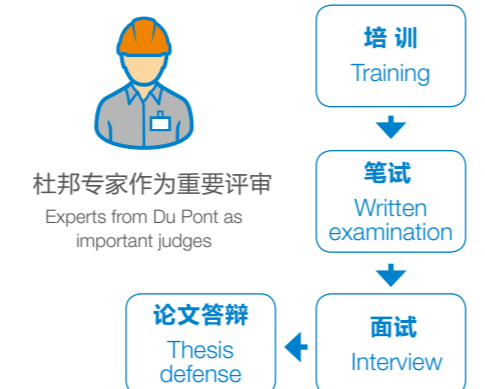 培 训
Training
杜邦专家作为重要评审
Experts from Du Pont as
important judges
笔试
Written
examination
面试
Interview
论文答辩
Thesis
defense